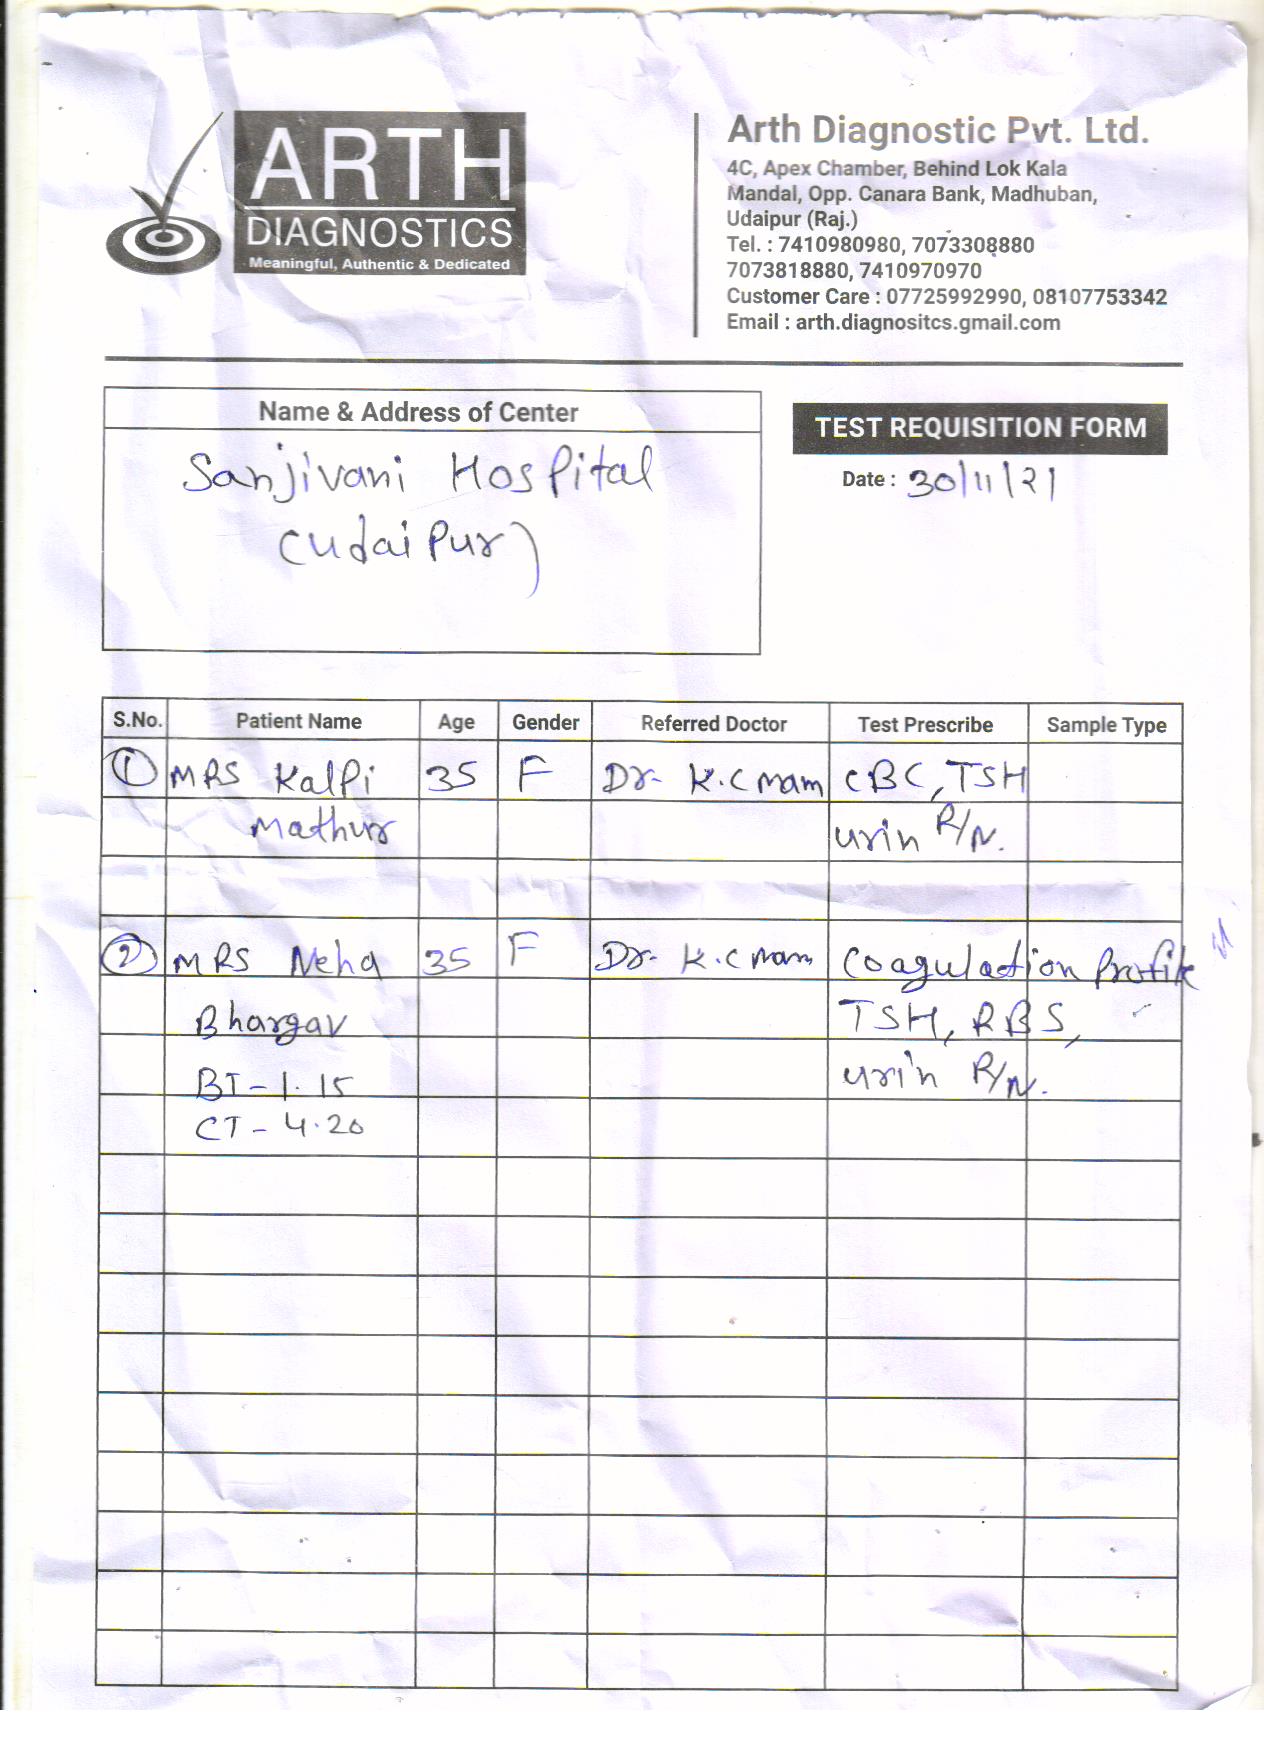 ARTH
DIAGNOSTICS
Meaningful, Authentic & Dedicated
Arth Diagnostic Pvt. Ltd.
4C, Apex Chamber, Behind Lok Kala
Mandal, Opp. Canara Bank, Madhuban,
Udaipur (Raj.)
Tel. : 7410980980, 7073308880
7073818880, 7410970970
Customer Care : 07725992990, 08107753342
Email : arth.diagnositcs.gmail.com
Name & Address of Center
Sanjivani Hospital
(Udaipur)
TEST REQUISITION FORM
Date : 30/11/21
S.No. Patient Name Age Gender Referred Doctor Test Prescribe Sample Type
1 MRS Kalpi 35 F Dr- K.C mam CBC, TSH
Mathur urin R/N.
2 MRS Neha 35 F Dr- K.C mam Coagulation Profile
Bhargav TSH, RBS,
BT - 1.15 urin R/N.
CT - 4.20